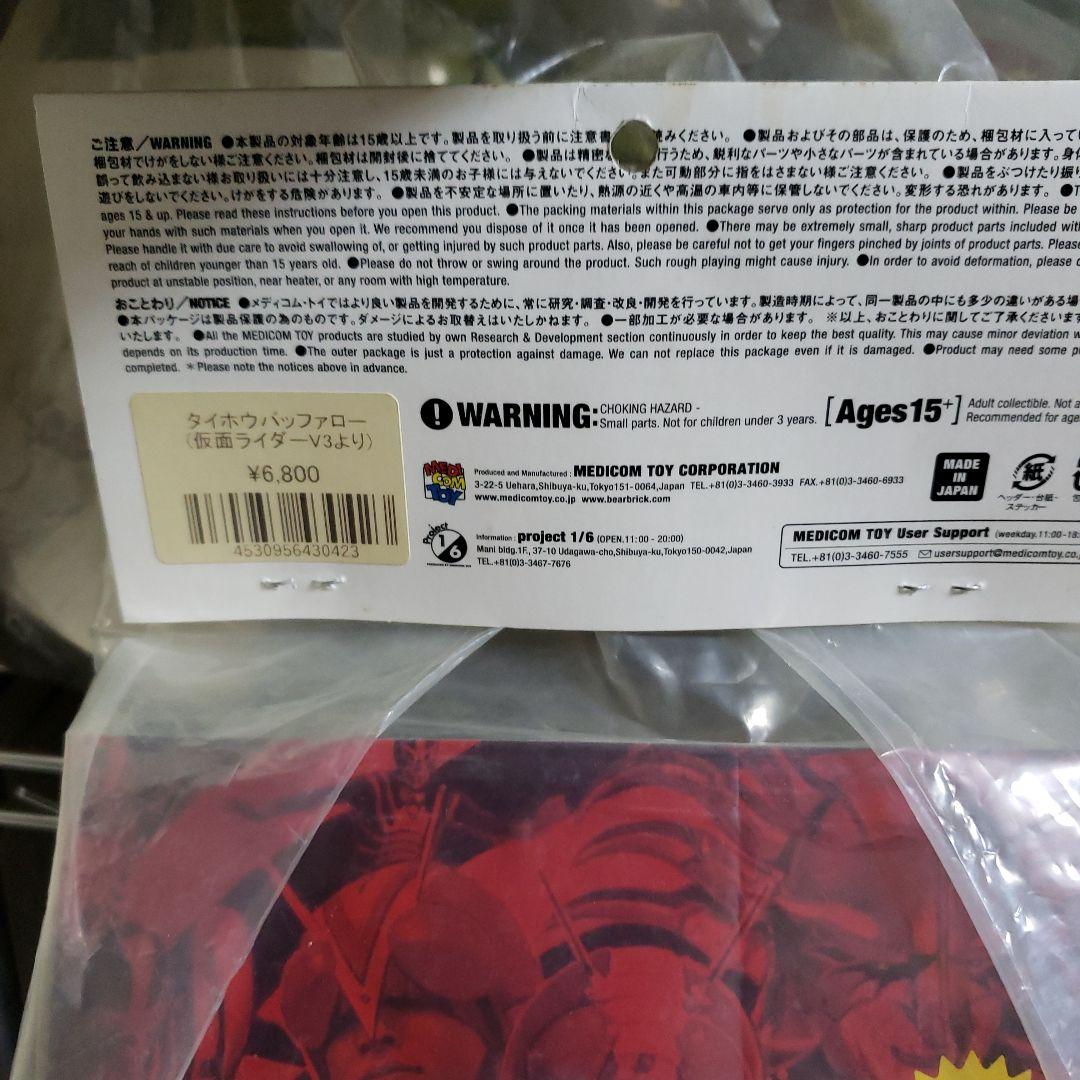 ご注意/WARNING ●本製品の対象年齢は15歳以上です。製品を取り扱う前に注意書 読みください。 ●製品およびその部品は、保護のため、梱包材に入って
梱包材でけがをしない様ご注意ください。梱包材は開封後に捨ててください。 ●製品は精密な 行うため、鋭利なパーツや小さなパーツが含まれている場合があります。
誤って飲み込まない様お取り扱いには十分注意し、15歳未満のお子様には与えないでください。また可動部分に指をはさまない様ご注意ください。 ●製品をぶつけたり
遊びをしないでください。けがをする危険があります。 ●製品を不安定な場所に置いたり、熱源の近くや高温の車内等に保管しないでください。変形する恐れがあります。
ages 15 & up. Please read these instructions before you open this product. ●The packing materials within this package serve only as protection for the product within. Please be
your hands with such materials when you open it. We recommend you dispose of it once it has been opened. ●There may be extremely small, sharp product parts included
Please handle it with due care to avoid swallowing of, or getting injured by such product parts. Also, please be careful not to get your fingers pinched by joints of product parts.
reach of children younger than 15 years old. ●Please do not throw or swing around the product. Such rough playing might cause injury. ●In order to avoid deformation, please
product at unstable position, near heater, or any room with high temperature.
おことわり/NOTICE ●メディコム・トイではより良い製品を開発するために、常に研究・調査・改良・開発を行っています。製造時期によって、同一製品の中にも多少の違いがある
●本パッケージは製品保護の為のものです。ダメージによるお取替えはいたしかねます。 ●一部加工が必要な場合があります。 ※以上、おことわりに関してご了承ください
いたします。 ●All the MEDICOM TOY products are studied by own Research & Development section continuously in order to keep the best quality. This may cause minor deviation
depends on its production time. ●The outer package is just a protection against damage. We can not replace this package even if it is damaged. ●Product may need some
completed. *Please note the notices above in advance.
タイホウバッファロー
(仮面ライダーV3より)
¥6,800
4530956430423
WARNING: CHOKING HAZARD -
Small parts. Not for children under 3 years.
[Ages15+] Adult collectible. Not a
Recommended for
MEDI COM TOY
Produced and Manufactured : MEDICOM TOY CORPORATION
3-22-5 Uehara,Shibuya-ku,Tokyo151-0064,Japan TEL.+81(0)3-3460-3933 FAX.+81(0)3-3460-6933
www.medicomtoy.co.jp www.bearbrick.com
MADE IN JAPAN
紙
ヘッダー・台紙・
ステッカー
Project 1/6
Information : project 1/6 (OPEN.11:00 - 20:00)
Mani bldg.1F., 37-10 Udagawa-cho,Shibuya-ku,Tokyo150-0042,Japan
TEL.+81(0)3-3467-7676
MEDICOM TOY User Support (weekday.11:00-18:
TEL.+81(0)3-3460-7555 usersupport@medicomtoy.co.